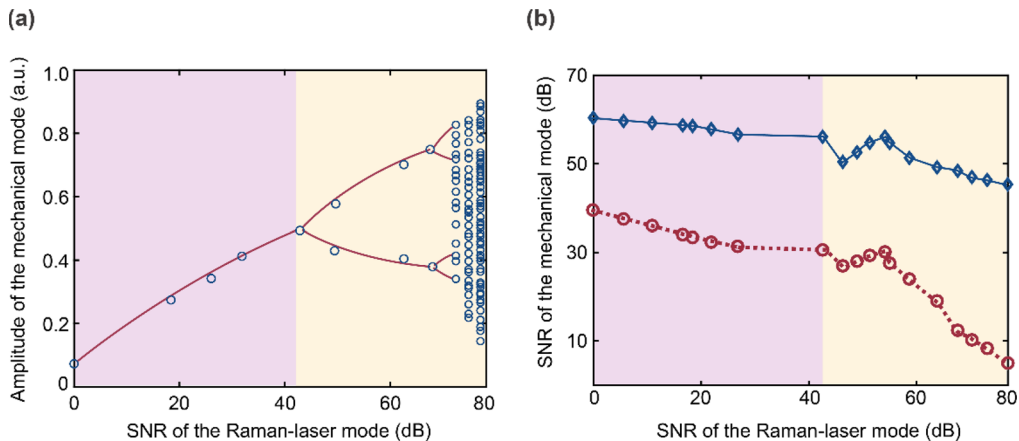 (a)
Amplitude of the mechanical mode (a.u.)
1.0
0.8
0.6
0.4
0.2
0
0 20 40 60 80
SNR of the Raman-laser mode (dB)
(b)
SNR of the mechanical mode (dB)
70
50
30
10
0 20 40 60 80
SNR of the Raman-laser mode (dB)